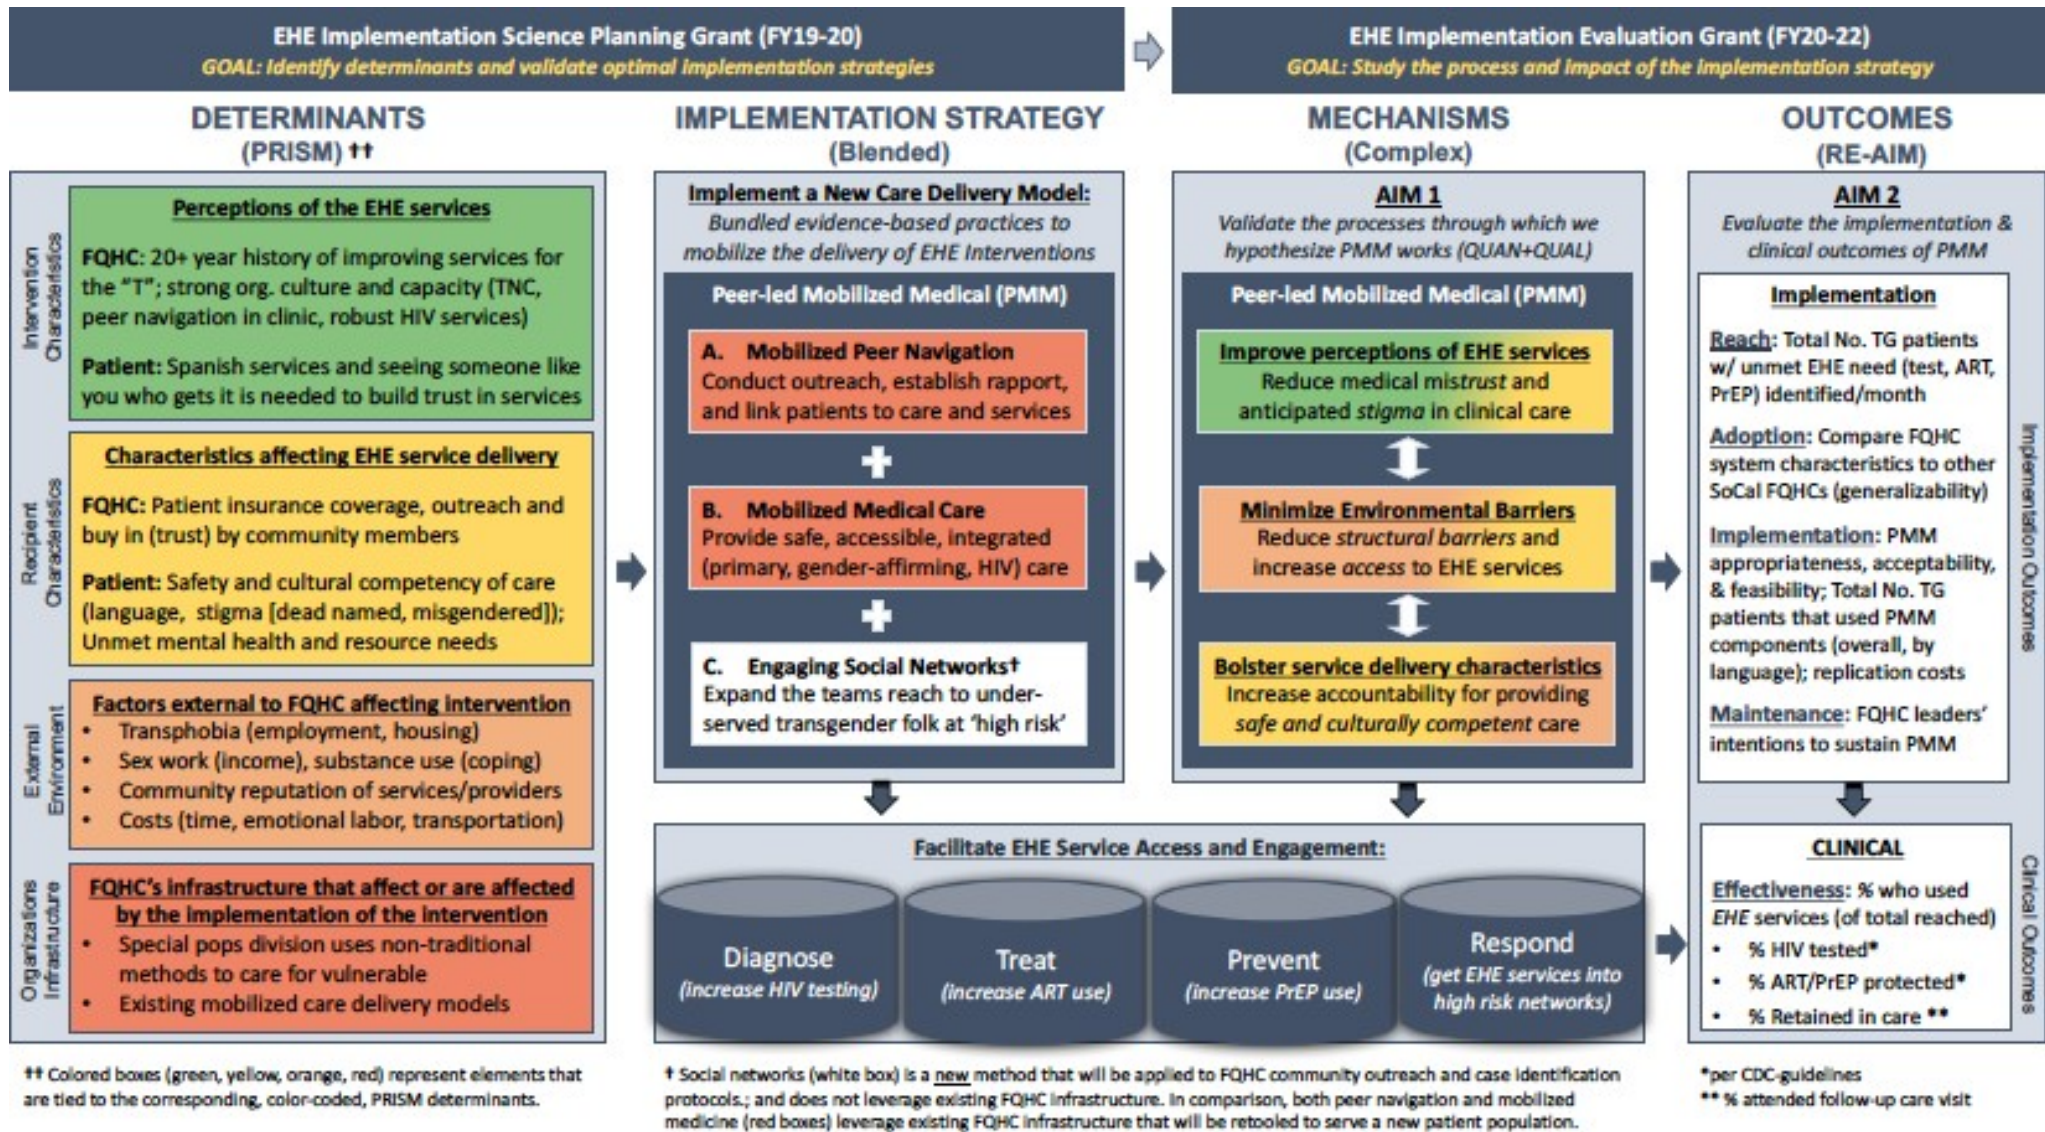 EHE Implementation Science Planning Grant (FY19-20)
GOAL: Identify determinants and validate optimal implementation strategies
EHE Implementation Evaluation Grant (FY20-22)
GOAL: Study the process and impact of the implementation strategy
DETERMINANTS
(PRISM) ††
Intervention
Characteristics
Perceptions of the EHE services
FQHC: 20+ year history of improving services for
the “T”; strong org. culture and capacity (TNC,
peer navigation in clinic, robust HIV services)
Patient: Spanish services and seeing someone like
you who gets it is needed to build trust in services
Recipient
Characteristics
Characteristics affecting EHE service delivery
FQHC: Patient insurance coverage, outreach and
buy in (trust) by community members
Patient: Safety and cultural competency of care
(language, stigma [dead named, misgendered]);
Unmet mental health and resource needs
External
Environment
Factors external to FQHC affecting intervention
• Transphobia (employment, housing)
• Sex work (income), substance use (coping)
• Community reputation of services/providers
• Costs (time, emotional labor, transportation)
Organizations
Infrastructure
FQHC’s infrastructure that affect or are affected
by the implementation of the intervention
• Special pops division uses non-traditional
methods to care for vulnerable
• Existing mobilized care delivery models
†† Colored boxes (green, yellow, orange, red) represent elements that
are tied to the corresponding, color-coded, PRISM determinants.
IMPLEMENTATION STRATEGY
(Blended)
Implement a New Care Delivery Model:
Bundled evidence-based practices to
mobilize the delivery of EHE Interventions
Peer-led Mobilized Medical (PMM)
A. Mobilized Peer Navigation
Conduct outreach, establish rapport,
and link patients to care and services
B. Mobilized Medical Care
Provide safe, accessible, integrated
(primary, gender-affirming, HIV) care
C. Engaging Social Networks†
Expand the teams reach to under-
served transgender folk at ‘high risk’
MECHANISMS
(Complex)
AIM 1
Validate the processes through which we
hypothesize PMM works (QUAN+QUAL)
Peer-led Mobilized Medical (PMM)
Improve perceptions of EHE services
Reduce medical mistrust and
anticipated stigma in clinical care
Minimize Environmental Barriers
Reduce structural barriers and
increase access to EHE services
Bolster service delivery characteristics
Increase accountability for providing
safe and culturally competent care
Facilitate EHE Service Access and Engagement:
Diagnose
(increase HIV testing)
Treat
(increase ART use)
Prevent
(increase PrEP use)
Respond
(get EHE services into
high risk networks)
† Social networks (white box) is a new method that will be applied to FQHC community outreach and case identification
protocols.; and does not leverage existing FQHC infrastructure. In comparison, both peer navigation and mobilized
medicine (red boxes) leverage existing FQHC infrastructure that will be retooled to serve a new patient population.
OUTCOMES
(RE-AIM)
AIM 2
Evaluate the implementation &
clinical outcomes of PMM
Implementation
Reach: Total No. TG patients
w/ unmet EHE need (test, ART,
PrEP) identified/month
Adoption: Compare FQHC
system characteristics to other
SoCal FQHCs (generalizability)
Implementation: PMM
appropriateness, acceptability,
& feasibility; Total No. TG
patients that used PMM
components (overall, by
language); replication costs
Maintenance: FQHC leaders’
intentions to sustain PMM
Implementation Outcomes
CLINICAL
Effectiveness: % who used
EHE services (of total reached)
• % HIV tested*
• % ART/PrEP protected*
• % Retained in care **
Clinical Outcomes
*per CDC-guidelines
** % attended follow-up care visit